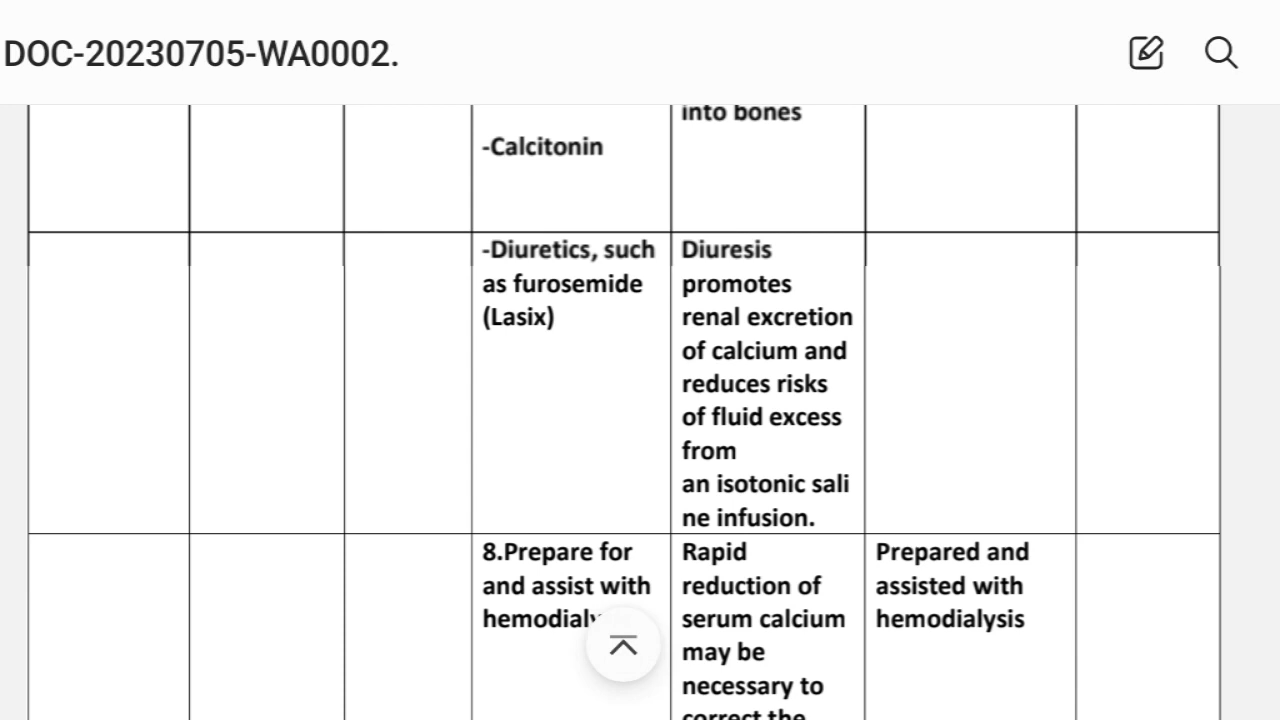 DOC-20230705-WA0002.
into bones
-Calcitonin
-Diuretics, such
as furosemide
(Lasix)
Diuresis
promotes
renal excretion
of calcium and
reduces risks
of fluid excess
from
an isotonic sali
ne infusion.
8.Prepare for
and assist with
Rapid
reduction of
serum calcium
may be
necessary to
correct the
Prepared and
assisted with
hemodialysis